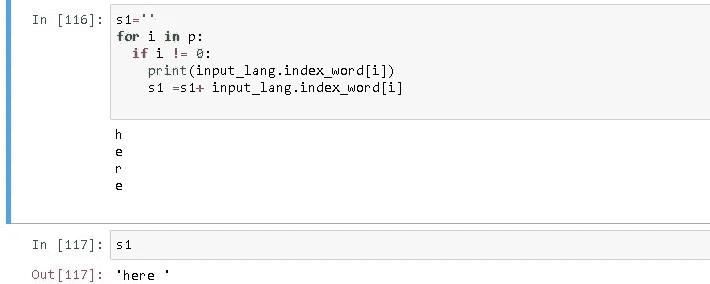 In [116]: s1=''
for i in p:
  if i != 0:
    print(input_lang.index_word[i])
    s1 =s1+ input_lang.index_word[i]
h
e
r
e
In [117]: s1
Out[117]: 'here '